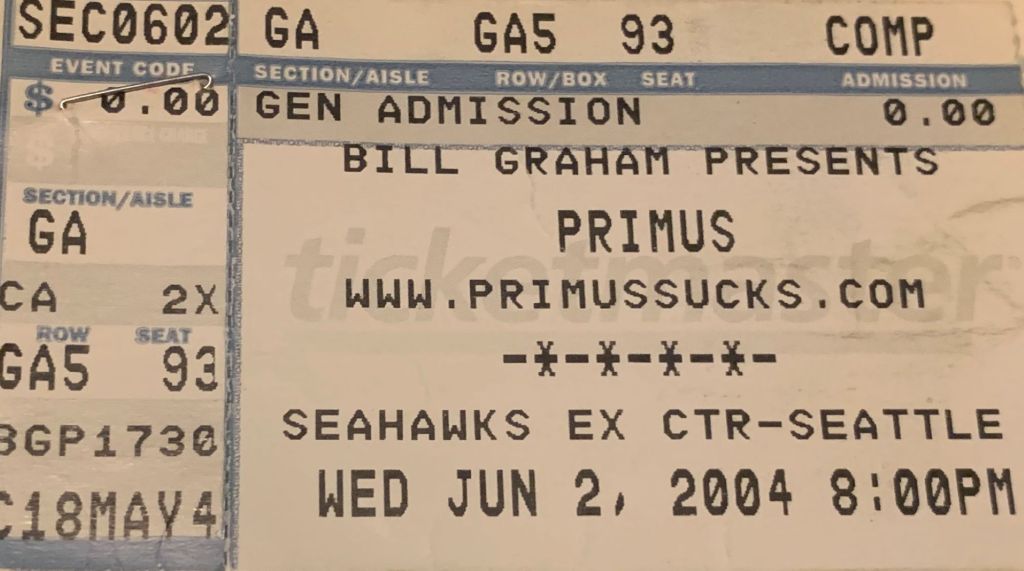 SEC0602 GA GA5 93 COMP
EVENT CODE SECTION/AISLE ROW/BOX SEAT ADMISSION
$ 0.00 GEN ADMISSION 0.00
$
BILL GRAHAM PRESENTS
SECTION/AISLE
GA
PRIMUS
ticketmaster
CA 2X
WWW.PRIMUSSUCKS.COM
ROW SEAT
GA5 93
-*-*-*-*-
BGP1730
SEAHAWKS EX CTR-SEATTLE
C18MAY4
WED JUN 2, 2004 8:00PM